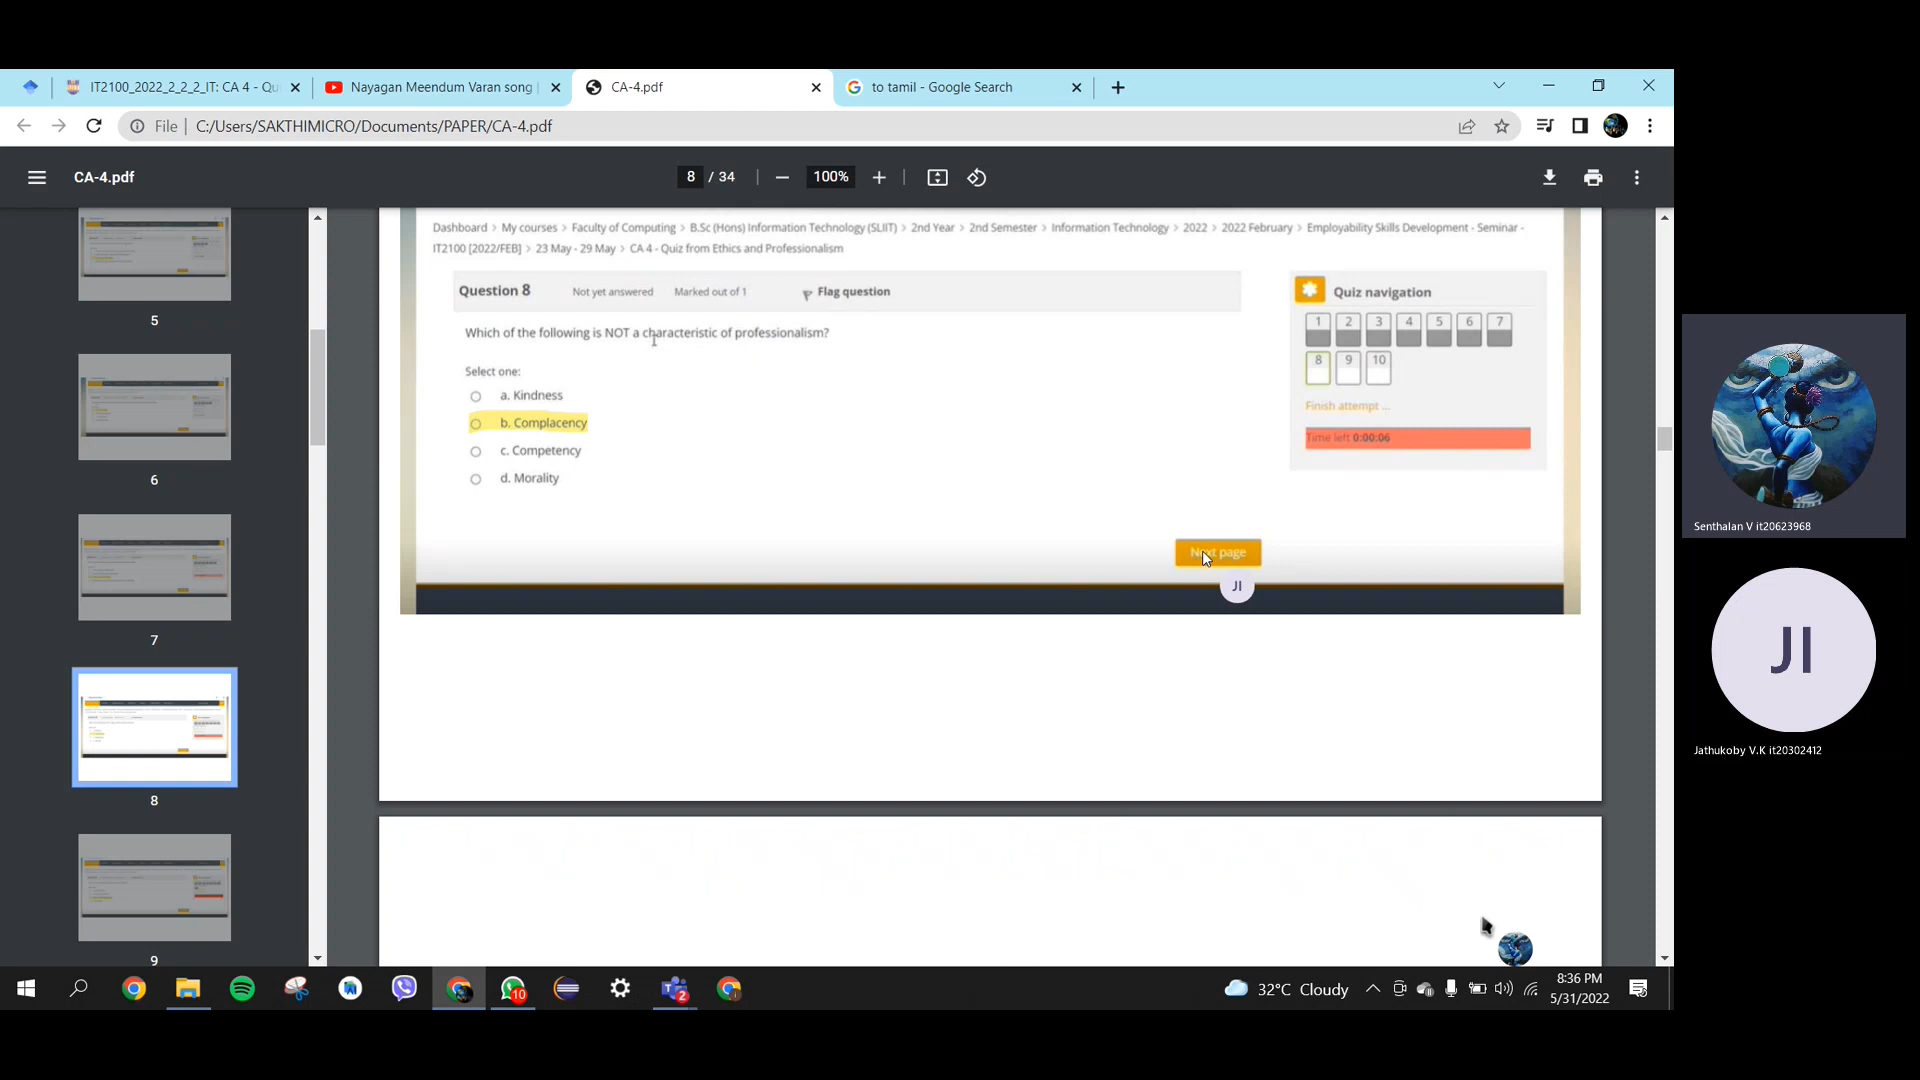 IT2100_2022_2_2_2_IT: CA 4 - Qu
Nayagan Meendum Varan song
CA-4.pdf
to tamil - Google Search
File
C:/Users/SAKTHIMICRO/Documents/PAPER/CA-4.pdf
CA-4.pdf
8 / 34
100%
5
6
7
8
9
Dashboard > My courses > Faculty of Computing > B.Sc (Hons) Information Technology (SLIIT) > 2nd Year > 2nd Semester > Information Technology > 2022 > 2022 February > Employability Skills Development - Seminar -
IT2100 [2022/FEB] > 23 May - 29 May > CA 4 - Quiz from Ethics and Professionalism
Question 8
Not yet answered
Marked out of 1
Flag question
Which of the following is NOT a characteristic of professionalism?
Select one:
a. Kindness
b. Complacency
c. Competency
d. Morality
Quiz navigation
1 2 3 4 5 6 7
8 9 10
Finish attempt ...
Time left 0:00:06
Next page
JI
JI
Senthalan V it20623968
Jathukoby V.K it20302412
10
2
32°C Cloudy
8:36 PM
5/31/2022